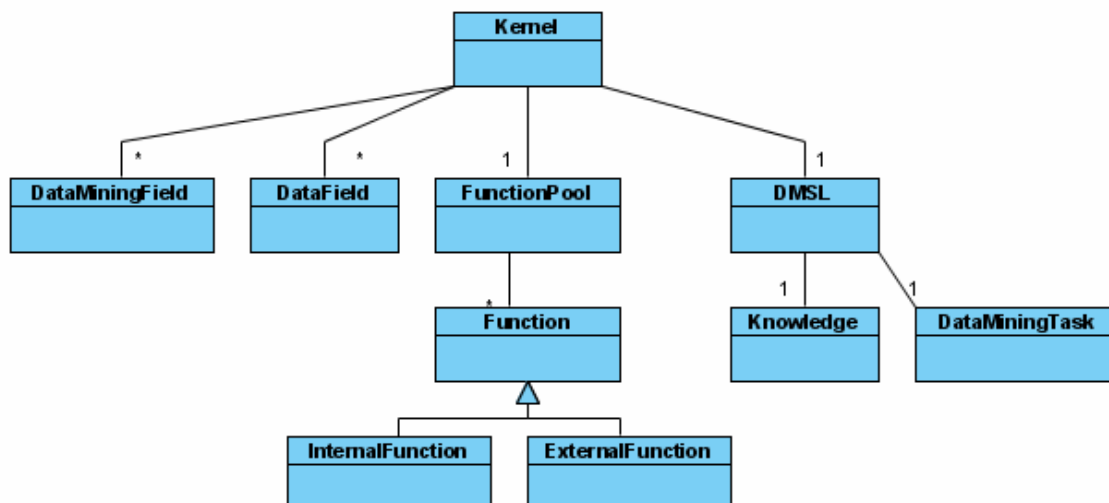 Kernel
* * 1 1
DataMiningField DataField FunctionPool DMSL
* 1 1
Function Knowledge DataMiningTask
InternalFunction ExternalFunction